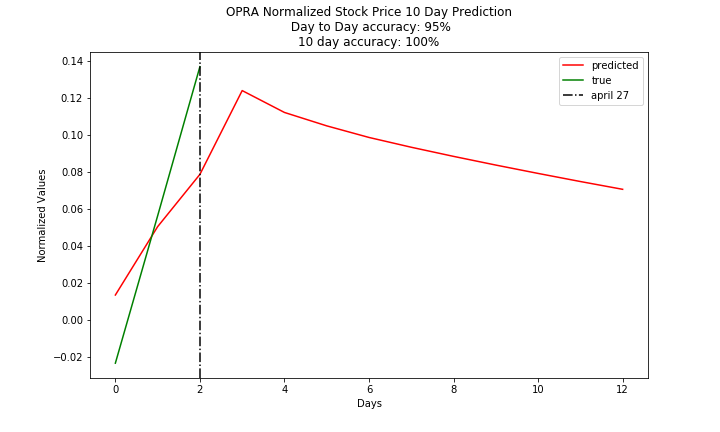 OPRA Normalized Stock Price 10 Day Prediction
Day to Day accuracy: 95%
10 day accuracy: 100%
predicted
true
april 27
Normalized Values
0.14
0.12
0.10
0.08
0.06
0.04
0.02
0.00
−0.02
0 2 4 6 8 10 12
Days